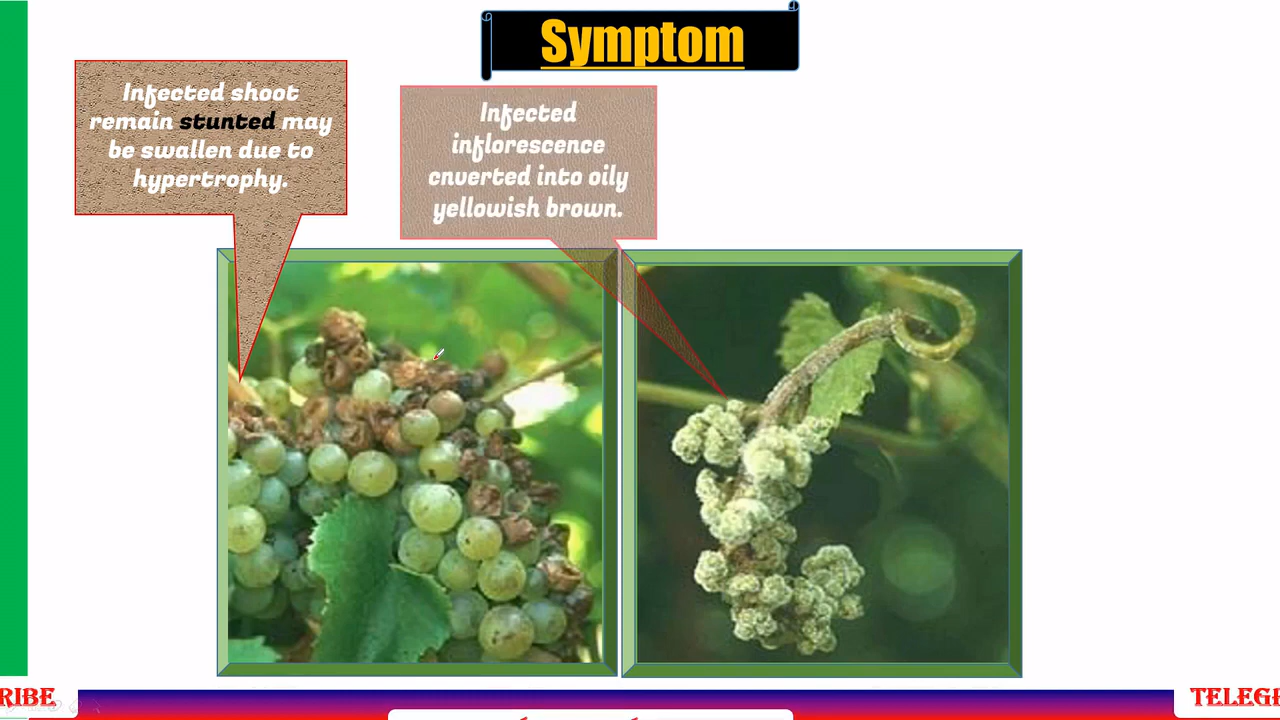 Symptom
Infected shoot
remain stunted may
be swallen due to
hypertrophy.
Infected
inflorescence
cnverted into oily
yellowish brown.
RIBE
TELEGR